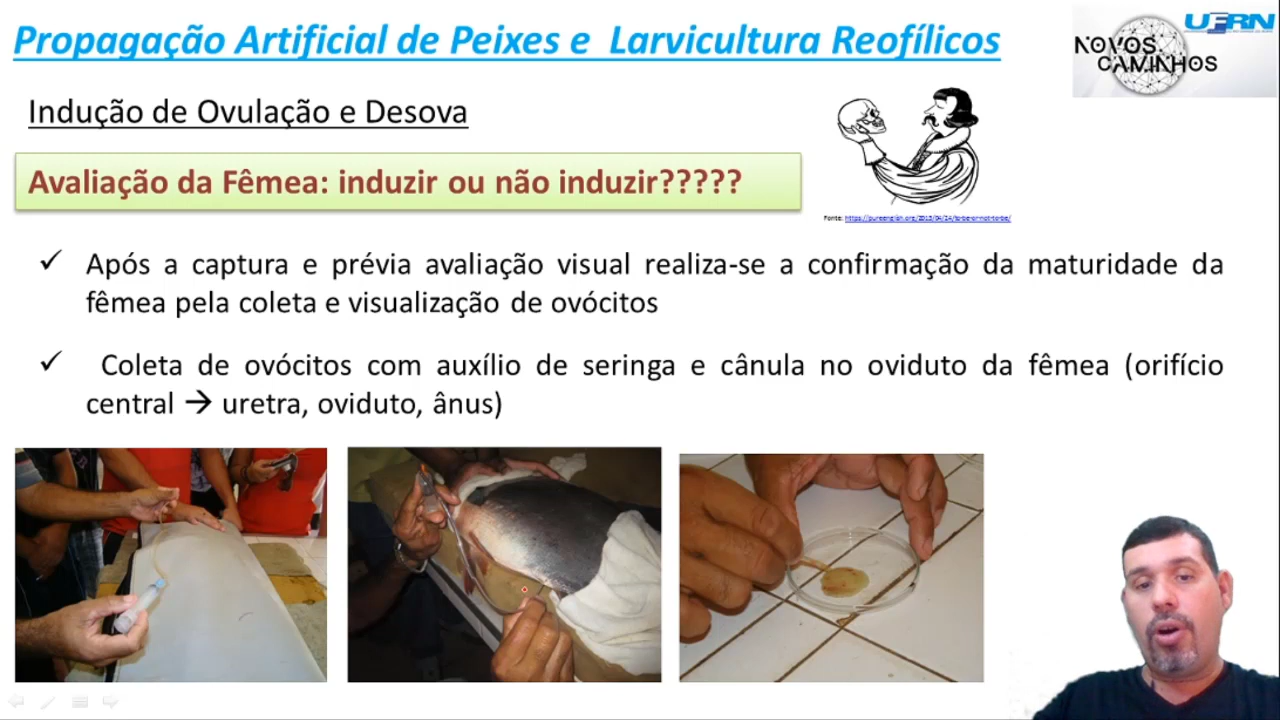 Propagação Artificial de Peixes e Larvicultura Reofílicos
UFRN
NOVOS
CAMINHOS
Indução de Ovulação e Desova
Avaliação da Fêmea: induzir ou não induzir?????
Fonte:
✓ Após a captura e prévia avaliação visual realiza-se a confirmação da maturidade da
fêmea pela coleta e visualização de ovócitos
✓ Coleta de ovócitos com auxílio de seringa e cânula no oviduto da fêmea (orifício
central → uretra, oviduto, ânus)